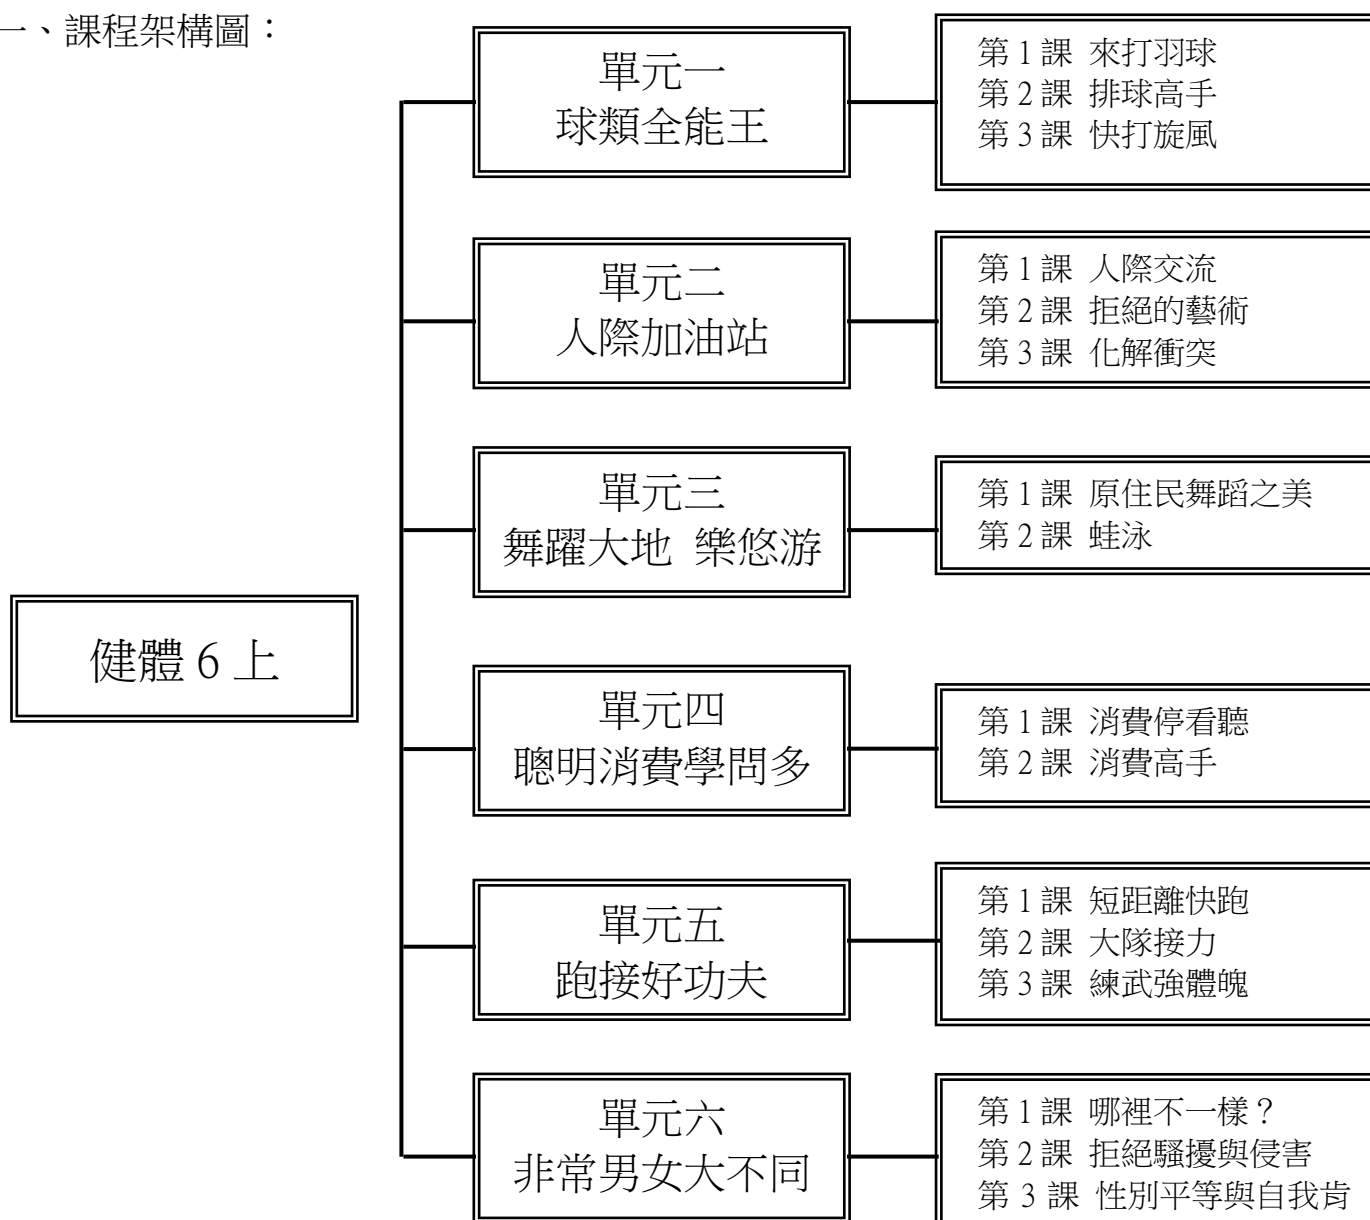 一、課程架構圖：
健體 6 上
單元一
球類全能王
第 1 課 來打羽球
第 2 課 排球高手
第 3 課 快打旋風
單元二
人際加油站
第 1 課 人際交流
第 2 課 拒絕的藝術
第 3 課 化解衝突
單元三
舞躍大地 樂悠游
第 1 課 原住民舞蹈之美
第 2 課 蛙泳
單元四
聰明消費學問多
第 1 課 消費停看聽
第 2 課 消費高手
單元五
跑接好功夫
第 1 課 短距離快跑
第 2 課 大隊接力
第 3 課 練武強體魄
單元六
非常男女大不同
第 1 課 哪裡不一樣？
第 2 課 拒絕騷擾與侵害
第 3 課 性別平等與自我肯